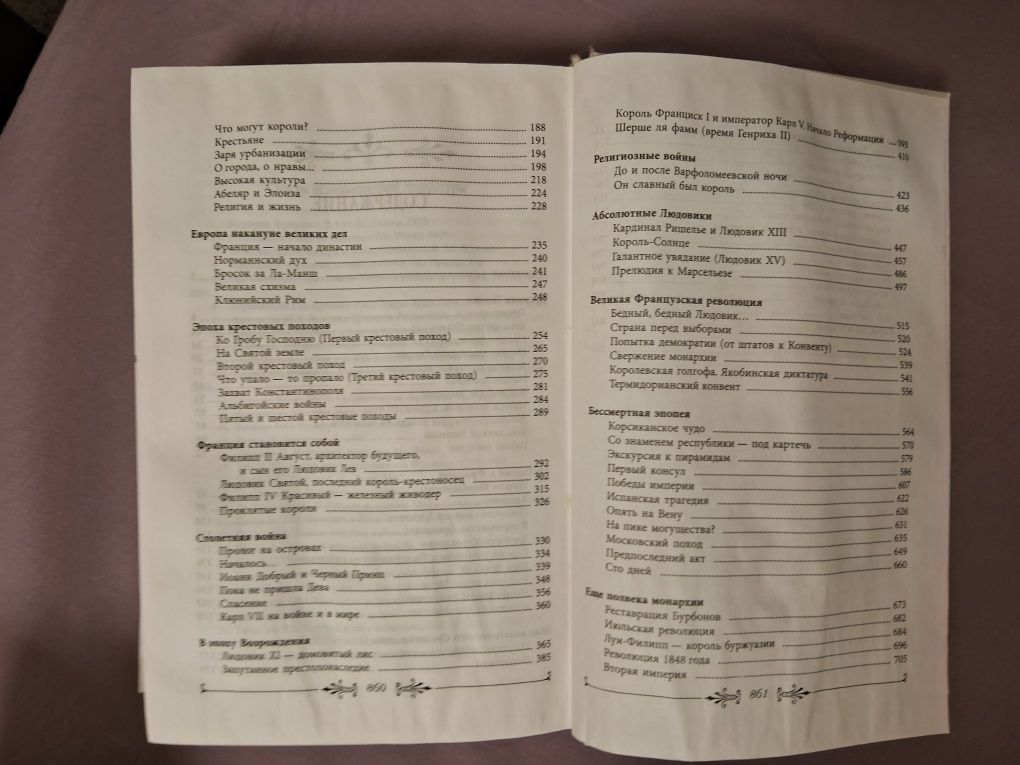 Что могут короли? 188
Крестьяне 191
Заря урбанизации 194
О города, о нравы... 198
Высокая культура 218
Абеляр и Элоиза 224
Религия и жизнь 228
Европа накануне великих дел
Франция — начало династии 235
Норманнский дух 240
Бросок за Ла-Манш 241
Великая схизма 247
Клюнийский Рим 248
Эпоха крестовых походов
Ко Гробу Господню (Первый крестовый поход) 254
На Святой земле 265
Второй крестовый поход 270
Что упало — то пропало (Третий крестовый поход) 275
Захват Константинополя 281
Альбигойские войны 284
Пятый и шестой крестовые походы 289
Франция становится собой
Филипп II Август, архитектор будущего,
и сын его Людовик Лев 292
Людовик Святой, последний король-крестоносец 302
Филипп IV Красивый — железный живодер 315
Проклятые короли 326
Столетняя война
Пролог на островах 330
Началось... 334
Иоанн Добрый и Черный Принц 339
Пока не пришла Дева 348
Спасение 356
Карл VII на войне и в мире 360
В эпоху Возрождения
Людовик XI — домовитый лис 365
Запутанное престолонаследие 385
860
Король Франциск I и император Карл V. Начало Реформации 393
Шерше ля фамм (время Генриха II) 410
Религиозные войны
До и после Варфоломеевской ночи 423
Он славный был король 436
Абсолютные Людовики
Кардинал Ришелье и Людовик XIII 447
Король-Солнце 457
Галантное увядание (Людовик XV) 486
Прелюдия к Марсельезе 497
Великая Французская революция
Бедный, бедный Людовик... 515
Страна перед выборами 520
Попытка демократии (от штатов к Конвенту) 524
Свержение монархии 539
Королевская голгофа. Якобинская диктатура 541
Термидорианский конвент 556
Бессмертная эпопея
Корсиканское чудо 564
Со знаменем республики — под картечь 570
Экскурсия к пирамидам 579
Первый консул 586
Победы империи 607
Испанская трагедия 622
Опять на Вену 626
На пике могущества? 631
Московский поход 635
Предпоследний акт 649
Сто дней 660
Еще полвека монархии
Реставрация Бурбонов 673
Июльская революция 682
Луи-Филипп — король буржуазии 684
Революция 1848 года 696
Вторая империя 705
861